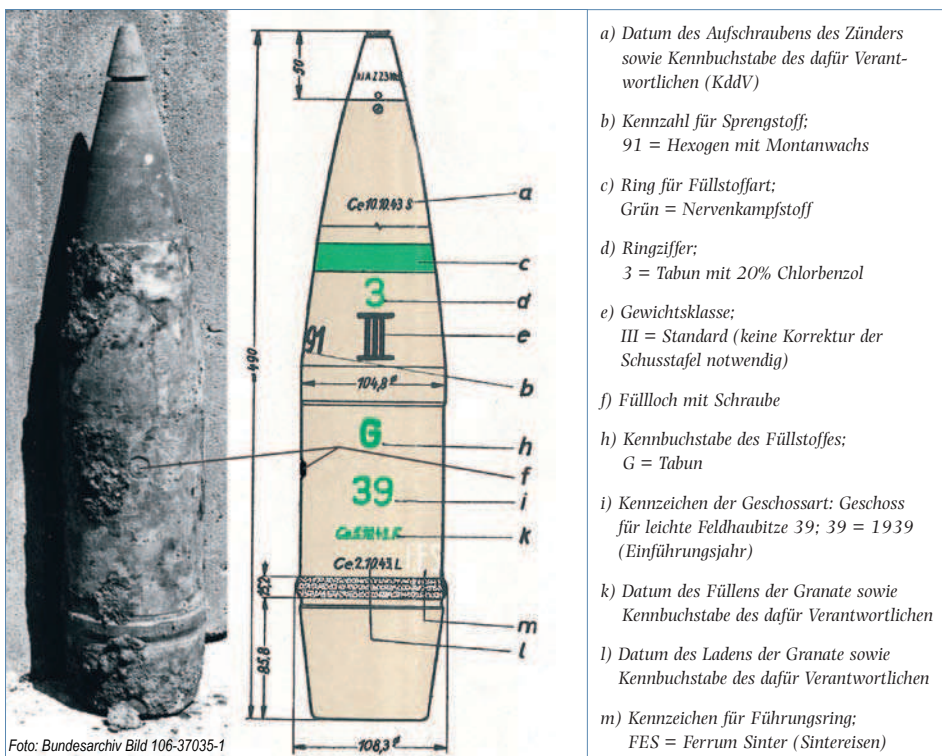 50
490
Ce10.10.43 S
a
c
3
d
III
e
91
b
104,8 ø
G
h
f
39
i
k
Ce.2.10.43.L
m
l
85,8
108,3 ø
Foto: Bundesarchiv Bild 106-37035-1
a) Datum des Aufschraubens des Zünders
sowie Kennbuchstabe des dafür Verant-
wortlichen (KddV)
b) Kennzahl für Sprengstoff;
91 = Hexogen mit Montanwachs
c) Ring für Füllstoffart;
Grün = Nervenkampfstoff
d) Ringziffer;
3 = Tabun mit 20% Chlorbenzol
e) Gewichtsklasse;
III = Standard (keine Korrektur der
Schusstafel notwendig)
f) Füllloch mit Schraube
h) Kennbuchstabe des Füllstoffes;
G = Tabun
i) Kennzeichen der Geschossart: Geschoss
für leichte Feldhaubitze 39; 39 = 1939
(Einführungsjahr)
k) Datum des Füllens der Granate sowie
Kennbuchstabe des dafür Verantwortlichen
l) Datum des Ladens der Granate sowie
Kennbuchstabe des dafür Verantwortlichen
m) Kennzeichen für Führungsring;
FES = Ferrum Sinter (Sintereisen)